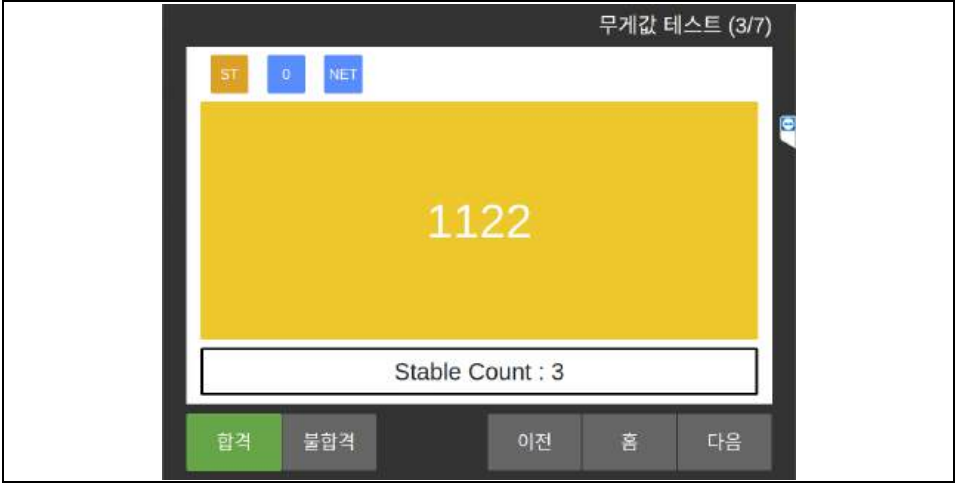 무게값 테스트 (3/7)
ST 0 NET
1122
Stable Count : 3
합격 불합격 이전 홈 다음